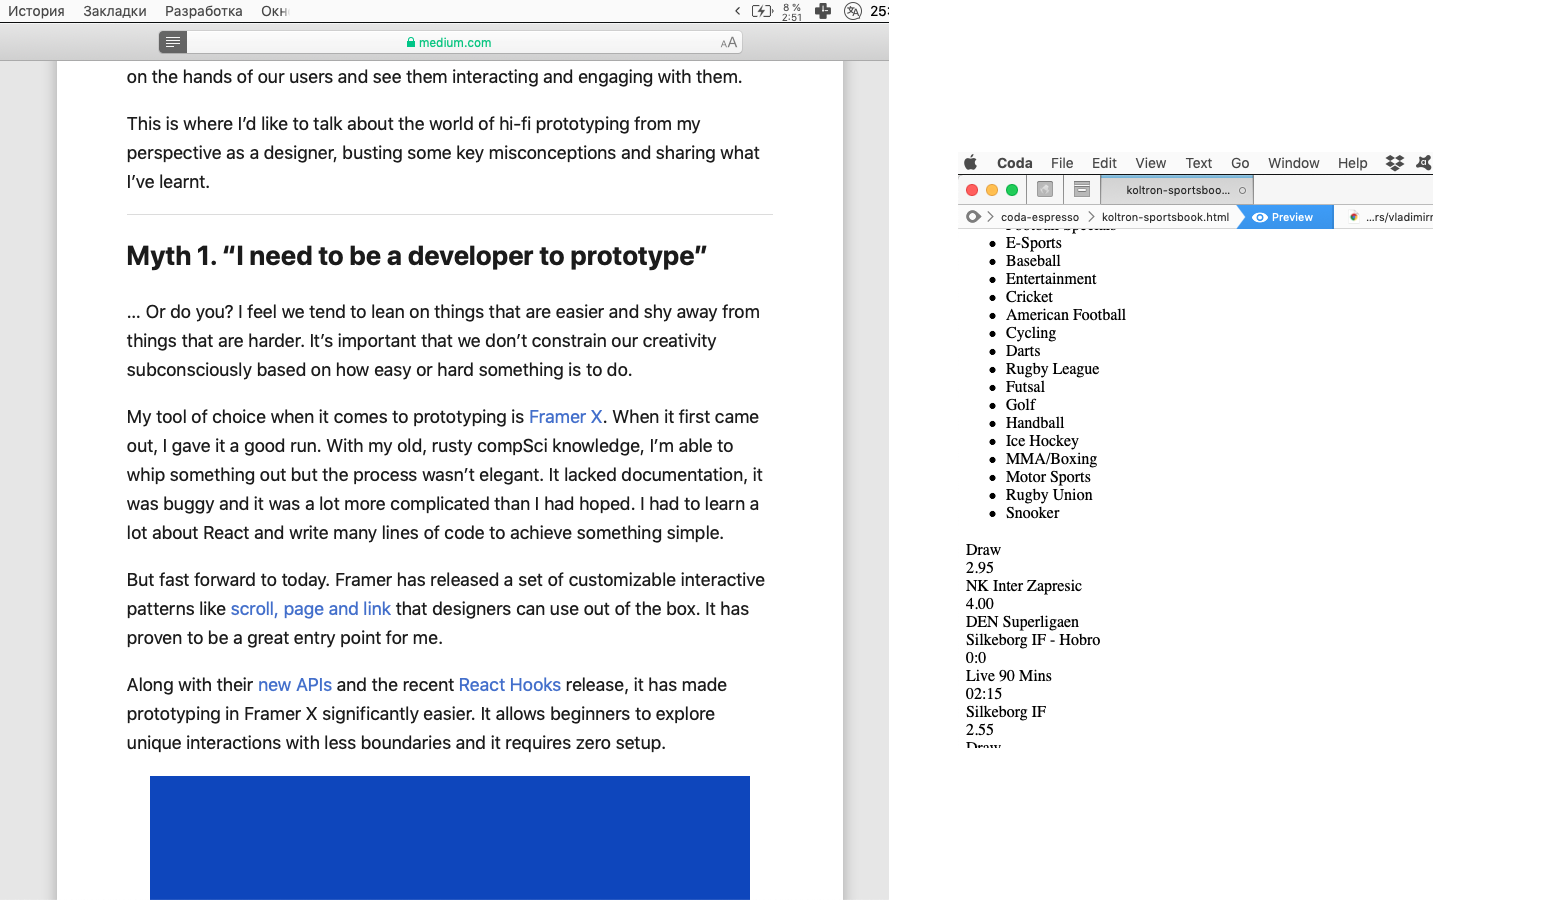 История Закладки Разработка Окн
8 %
2:51
25:
medium.com
AA
on the hands of our users and see them interacting and engaging with them.
This is where I’d like to talk about the world of hi-fi prototyping from my
perspective as a designer, busting some key misconceptions and sharing what
I’ve learnt.
Myth 1. “I need to be a developer to prototype”
... Or do you? I feel we tend to lean on things that are easier and shy away from
things that are harder. It’s important that we don’t constrain our creativity
subconsciously based on how easy or hard something is to do.
My tool of choice when it comes to prototyping is Framer X. When it first came
out, I gave it a good run. With my old, rusty compSci knowledge, I’m able to
whip something out but the process wasn’t elegant. It lacked documentation, it
was buggy and it was a lot more complicated than I had hoped. I had to learn a
lot about React and write many lines of code to achieve something simple.
But fast forward to today. Framer has released a set of customizable interactive
patterns like scroll, page and link that designers can use out of the box. It has
proven to be a great entry point for me.
Along with their new APIs and the recent React Hooks release, it has made
prototyping in Framer X significantly easier. It allows beginners to explore
unique interactions with less boundaries and it requires zero setup.
Coda File Edit View Text Go Window Help
koltron-sportsboo...
coda-espresso koltron-sportsbook.html Preview ...rs/vladimirr
E-Sports
Baseball
Entertainment
Cricket
American Football
Cycling
Darts
Rugby League
Futsal
Golf
Handball
Ice Hockey
MMA/Boxing
Motor Sports
Rugby Union
Snooker
Draw
2.95
NK Inter Zapresic
4.00
DEN Superligaen
Silkeborg IF - Hobro
0:0
Live 90 Mins
02:15
Silkeborg IF
2.55
Draw